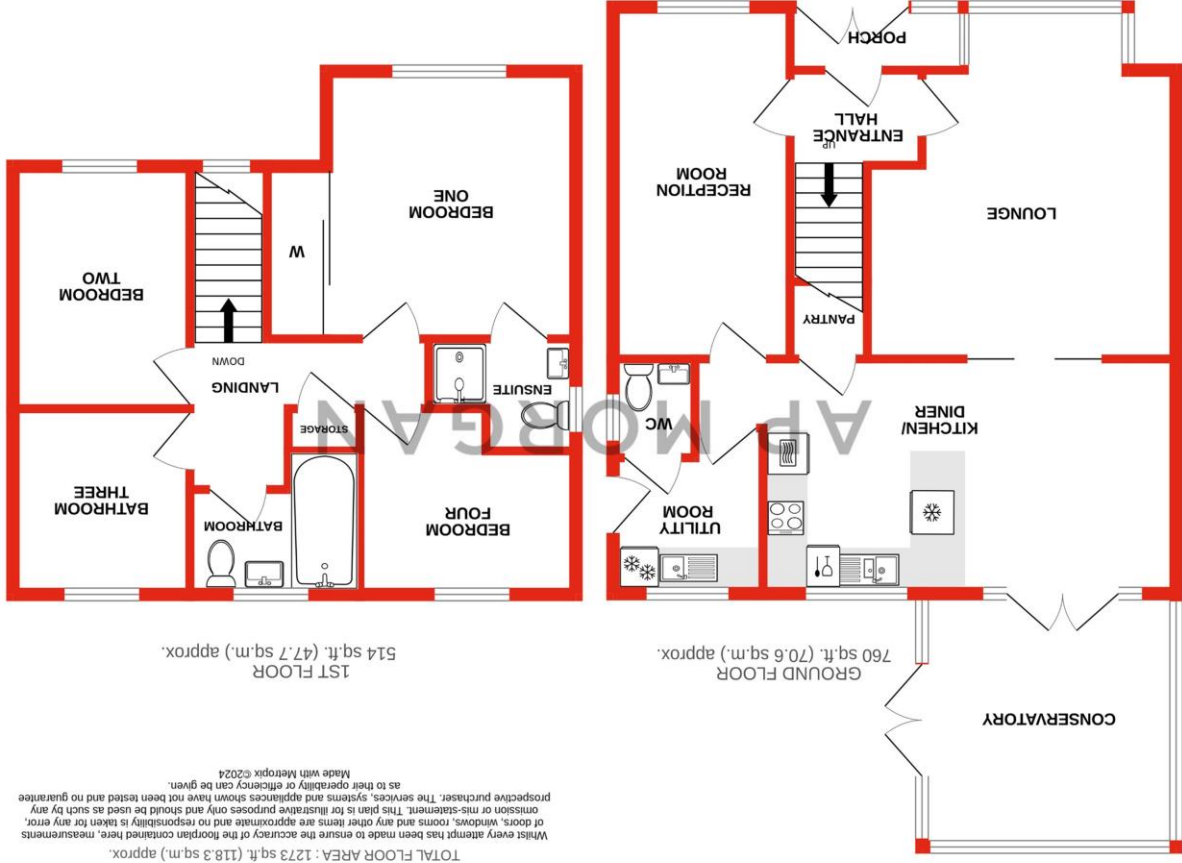 GROUND FLOOR
760 sq.ft. (70.6 sq.m.) approx.
1ST FLOOR
514 sq.ft. (47.7 sq.m.) approx.
CONSERVATORY
KITCHEN/
DINER
UTILITY
ROOM
WC
PANTRY
LOUNGE
RECEPTION
ROOM
UP
ENTRANCE
HALL
PORCH
BEDROOM
FOUR
BATHROOM
BATHROOM
THREE
STORAGE
ENSUITE
LANDING
DOWN
BEDROOM
TWO
W
BEDROOM
ONE
AP MORGAN
TOTAL FLOOR AREA : 1273 sq.ft. (118.3 sq.m.) approx.
Whilst every attempt has been made to ensure the accuracy of the floorplan contained here, measurements
of doors, windows, rooms and any other items are approximate and no responsibility is taken for any error,
omission or mis-statement. This plan is for illustrative purposes only and should be used as such by any
prospective purchaser. The services, systems and appliances shown have not been tested and no guarantee
as to their operability or efficiency can be given.
Made with Metropix ©2024